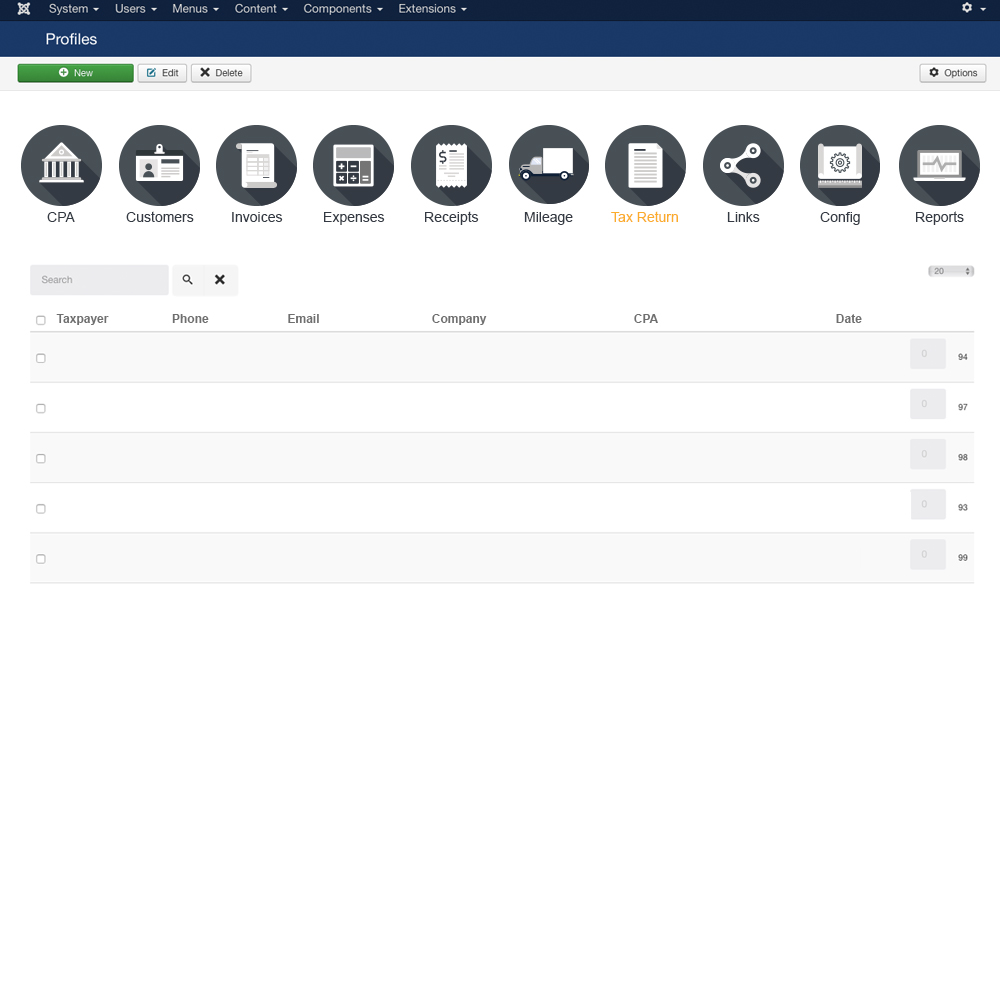 System Users Menus Content Components Extensions
Profiles
New Edit Delete Options
$
CPA Customers Invoices Expenses Receipts Mileage Tax Return Links Config Reports
Search 20
Taxpayer Phone Email Company CPA Date
0 94
0 97
0 98
0 93
0 99